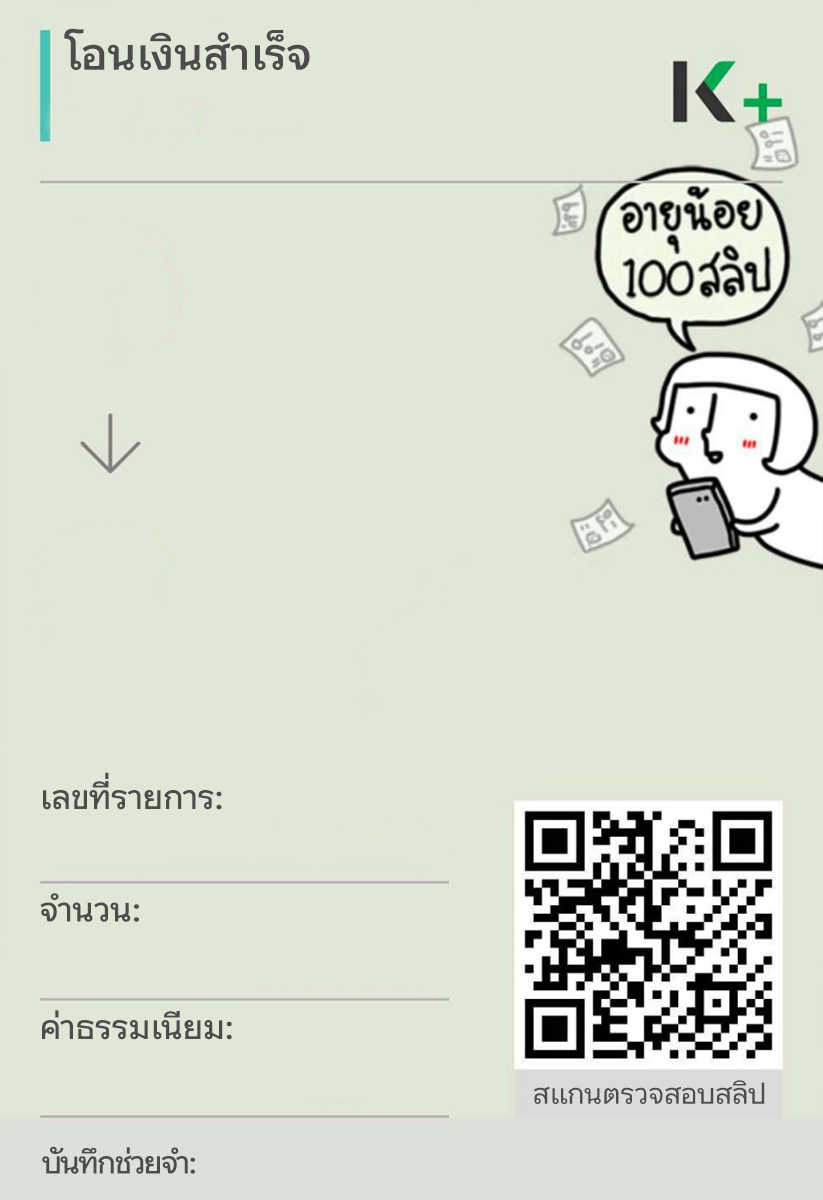 โอนเงินสำเร็จ
K+
อายุน้อย
100สลิป
เลขที่รายการ:
จำนวน:
ค่าธรรมเนียม:
สแกนตรวจสอบสลิป
บันทึกช่วยจำ: